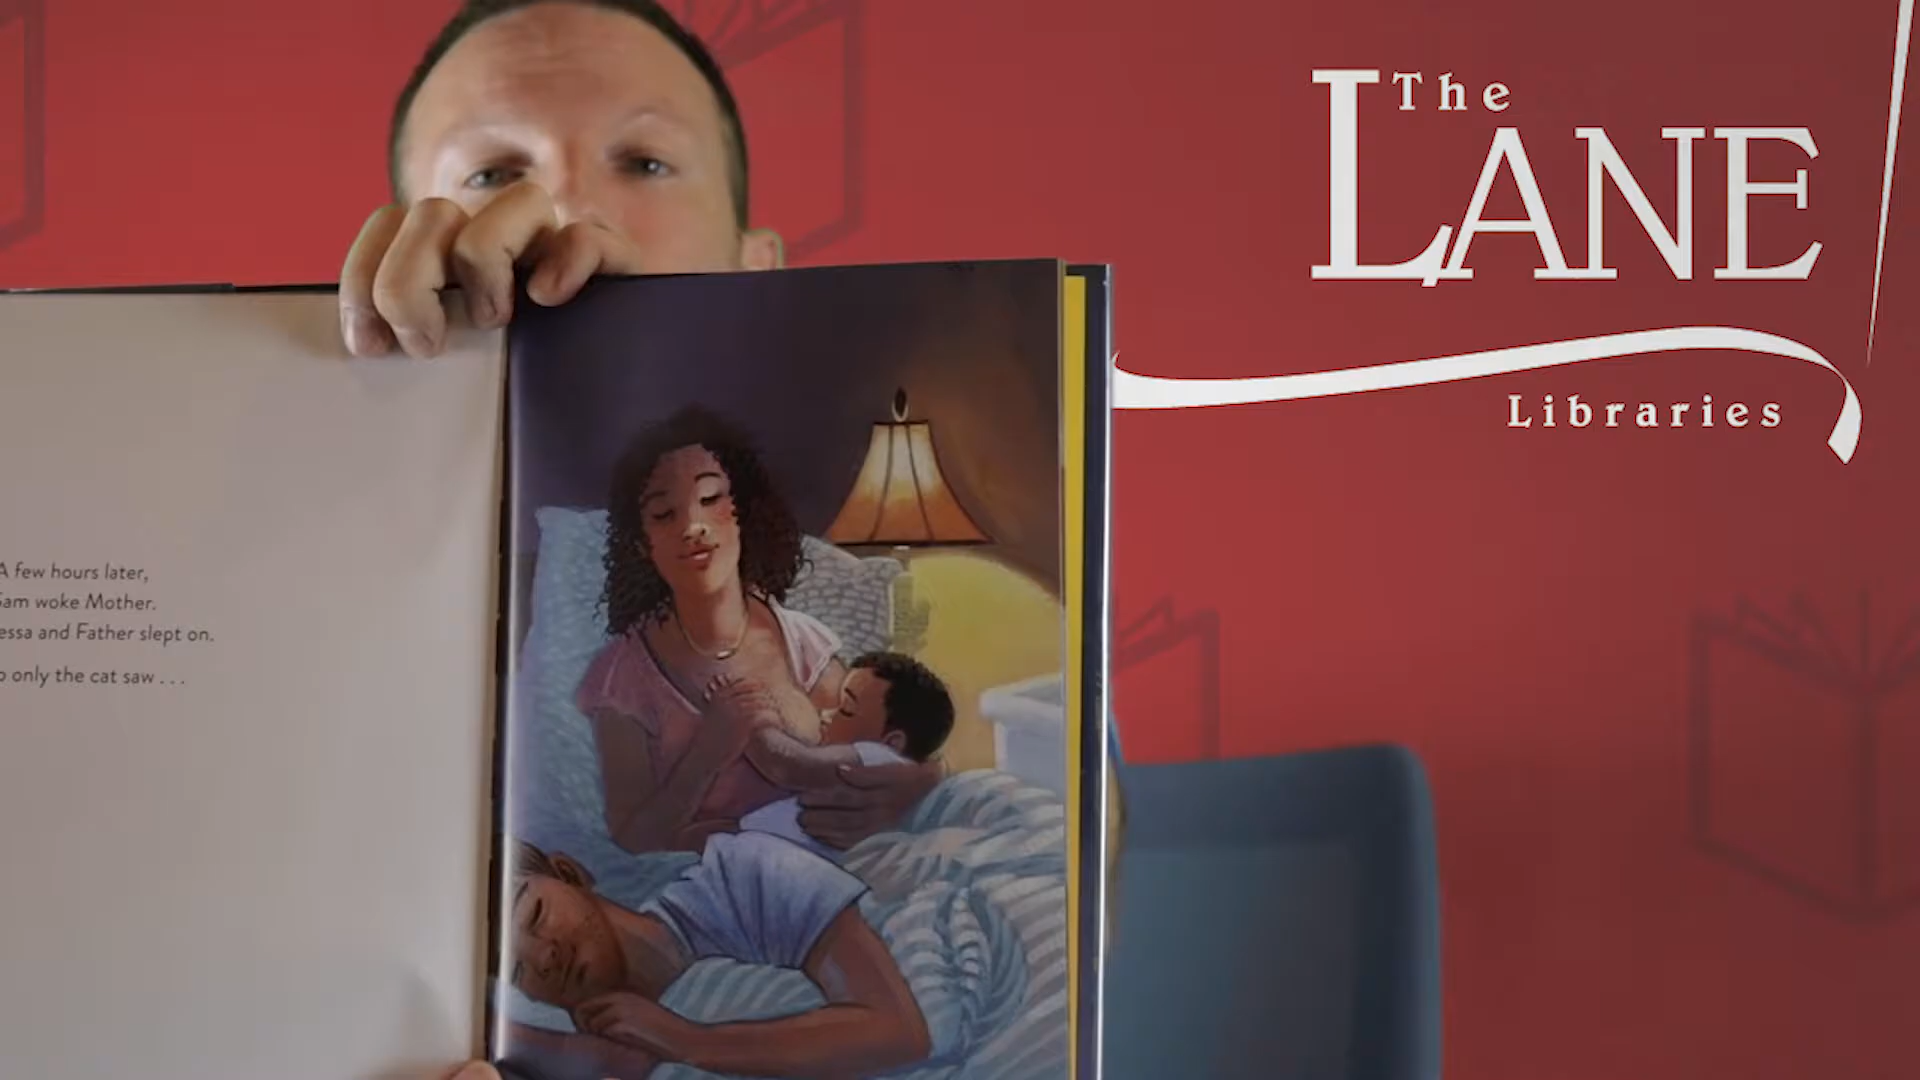 The
LANE
Libraries
A few hours later,
Sam woke Mother.
essa and Father slept on.
o only the cat saw . . .